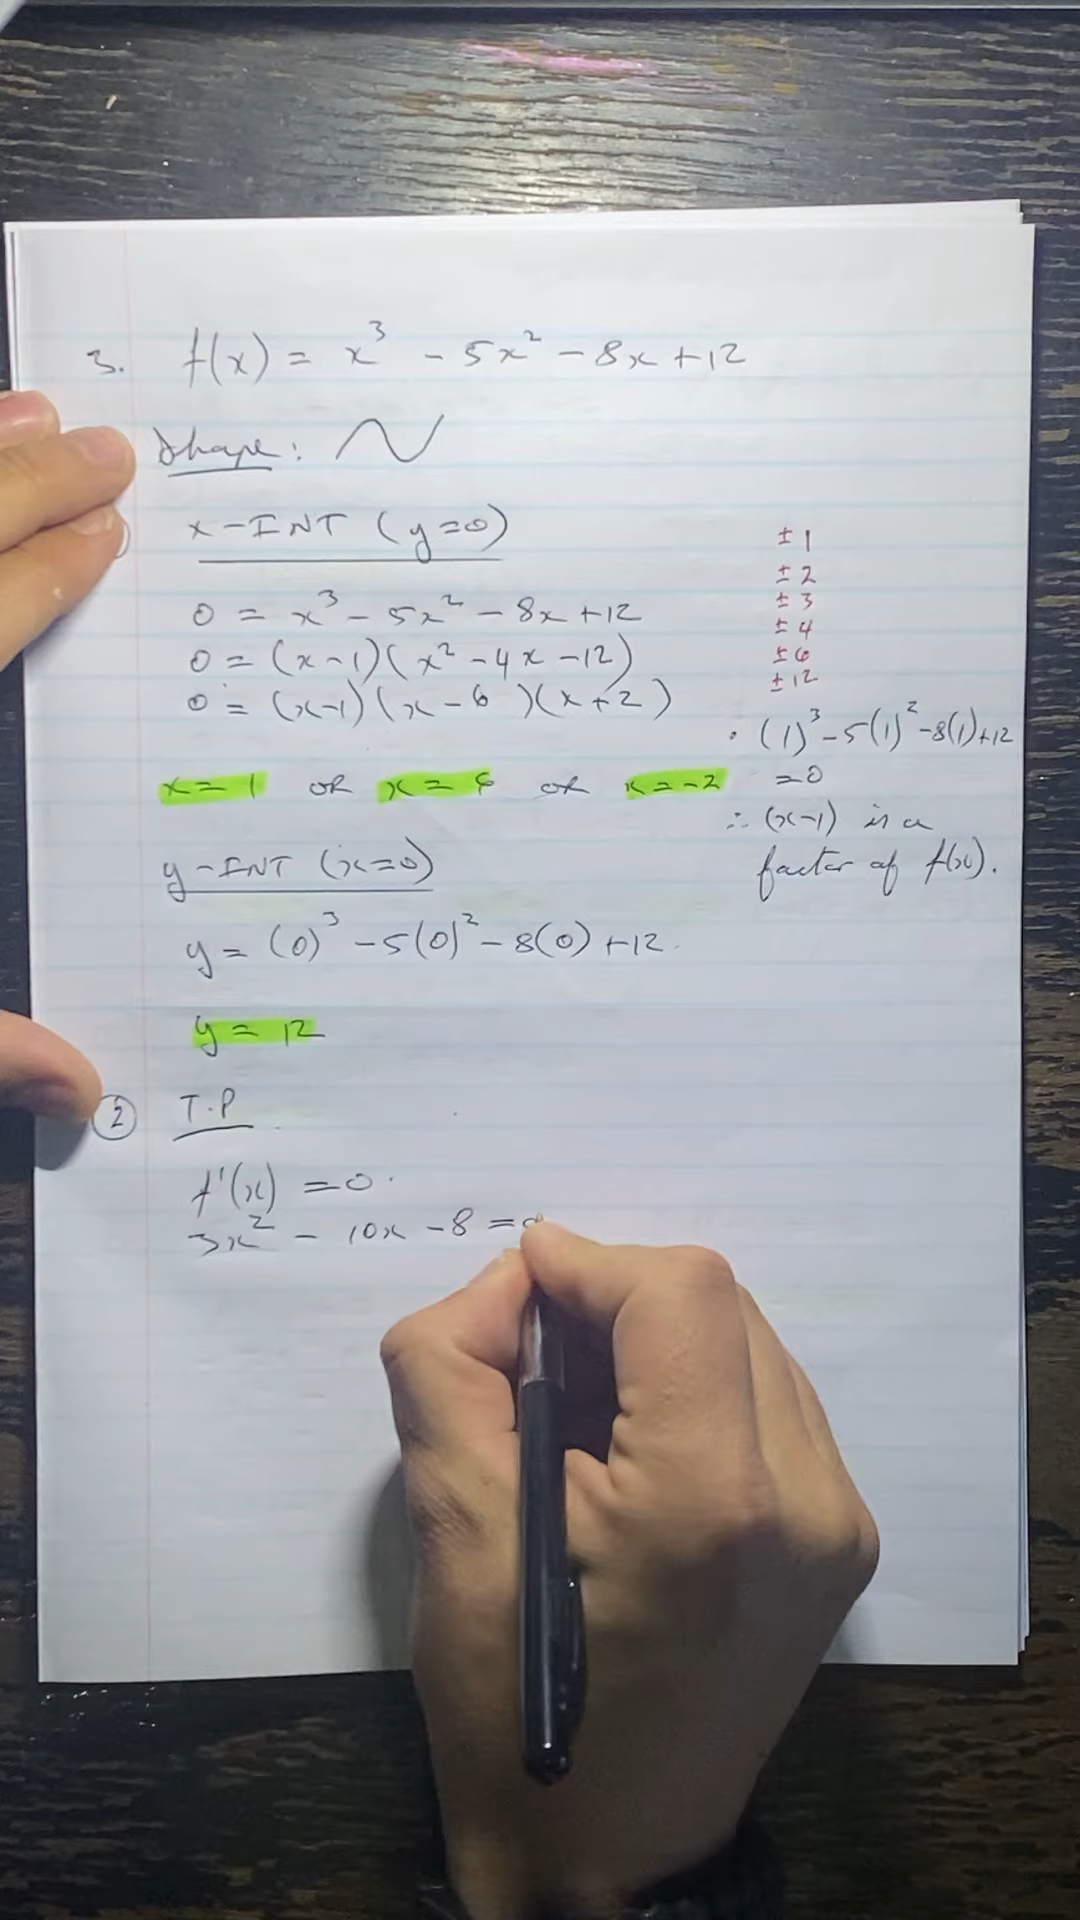 3. f(x) = x³ - 5x² - 8x + 12
Shape:
x-INT (y=0)
0 = x³ - 5x² - 8x + 12
0 = (x-1)(x² - 4x - 12)
0 = (x-1)(x-6)(x+2)
x = 1 OR x = 6 OR x = -2
± 1
± 2
± 3
± 4
± 6
± 12
· (1)³ - 5(1)² - 8(1) + 12
= 0
∴ (x-1) is a
factor of f(x).
y-INT (x=0)
y = (0)³ - 5(0)² - 8(0) + 12.
y = 12
② T.P
f'(x) = 0.
3x² - 10x - 8 =